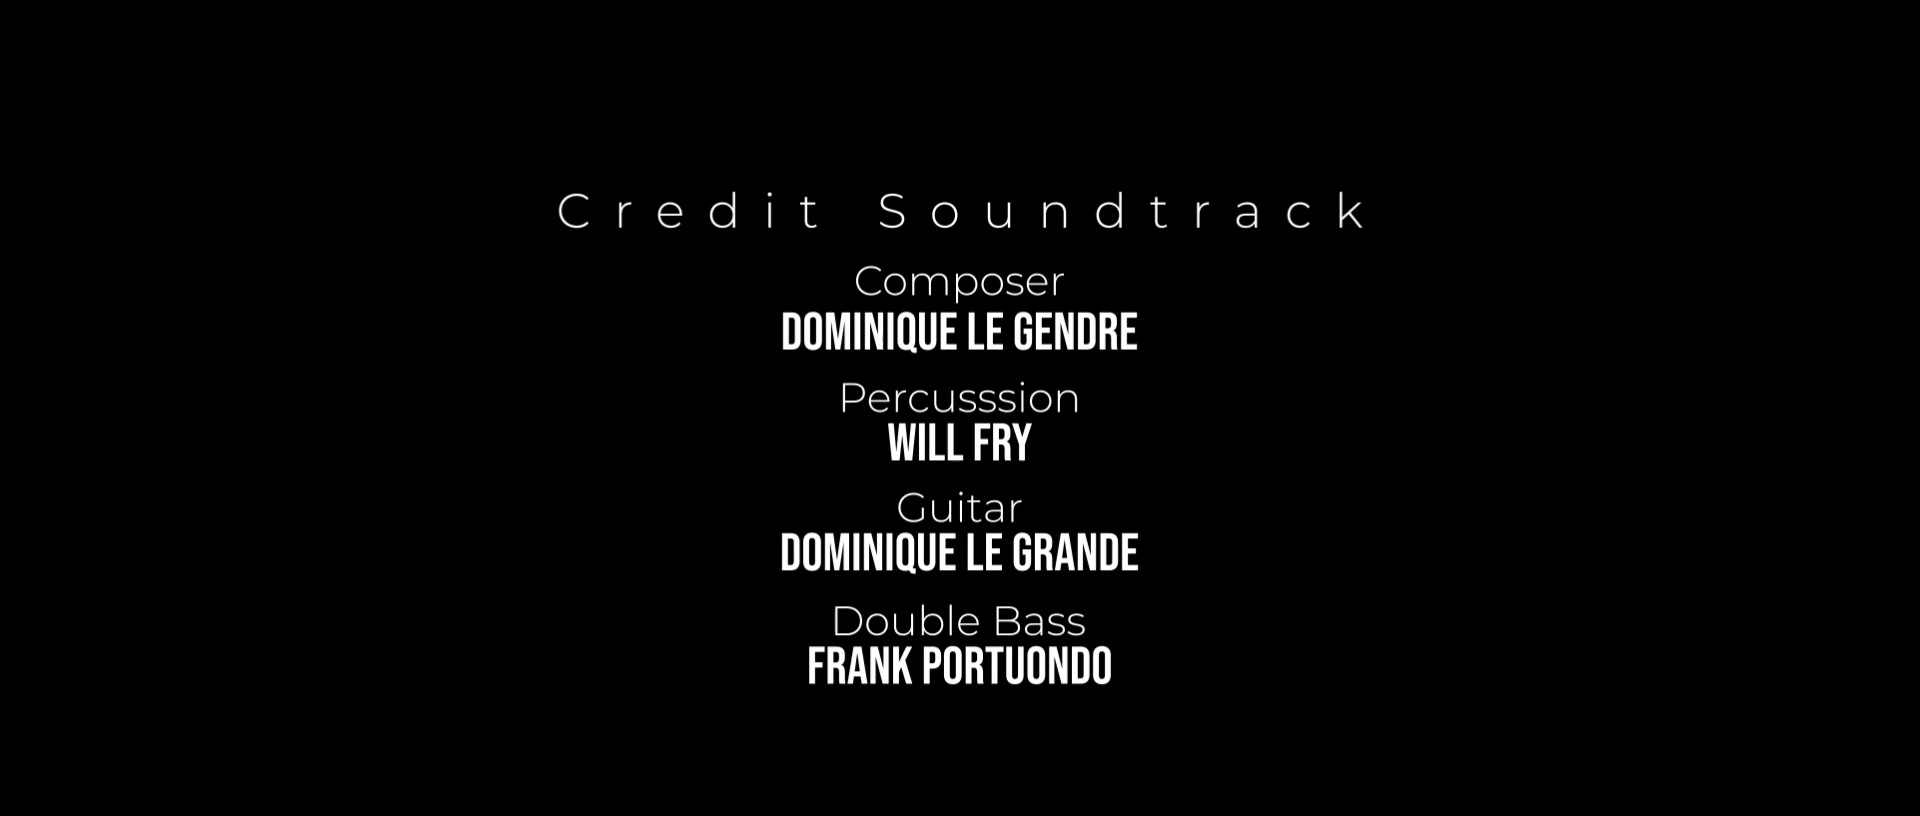 Credit Soundtrack
Composer
DOMINIQUE LE GENDRE
Percusssion
WILL FRY
Guitar
DOMINIQUE LE GRANDE
Double Bass
FRANK PORTUONDO